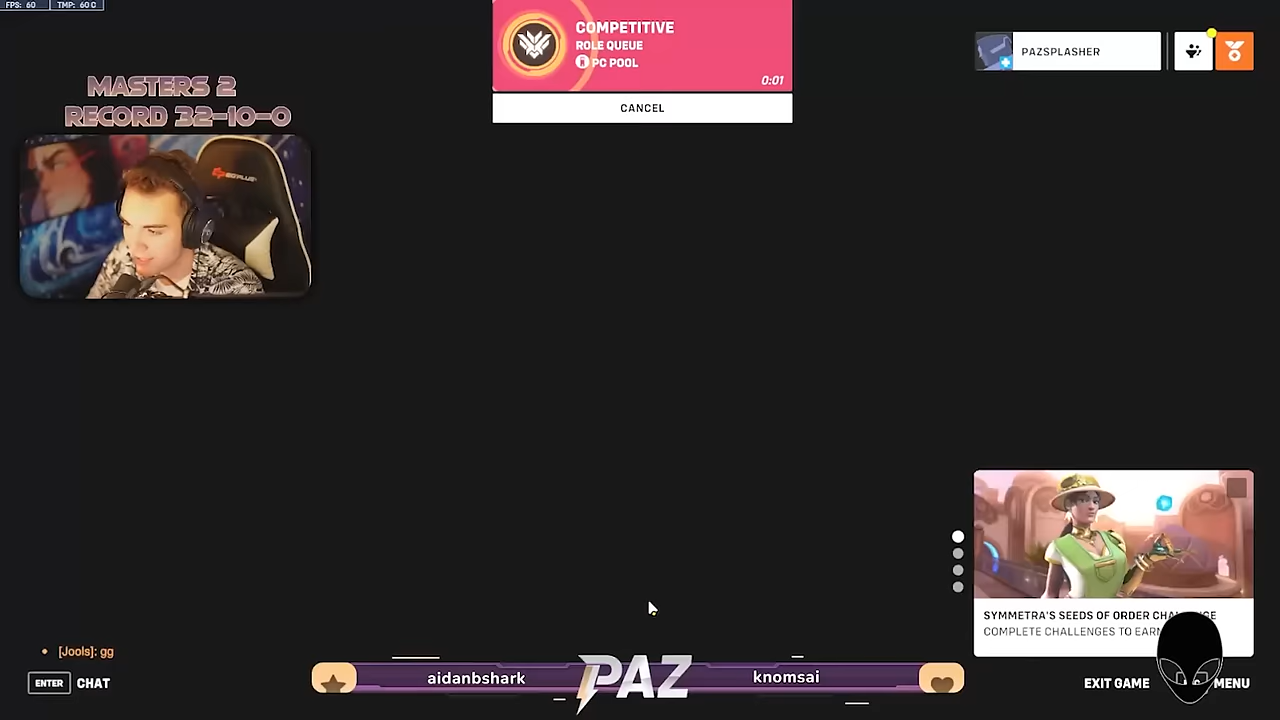 FPS: 60 TMP: 60 C
COMPETITIVE
ROLE QUEUE
PC POOL
0:01
CANCEL
PAZSPLASHER
MASTERS 2
RECORD 32-10-0
SYMMETRA'S SEEDS OF ORDER
COMPLETE CHALLENGES TO EARN
[Jools]: gg
ENTER CHAT
aidanbshark
PAZ
knomsai
EXIT GAME
MENU